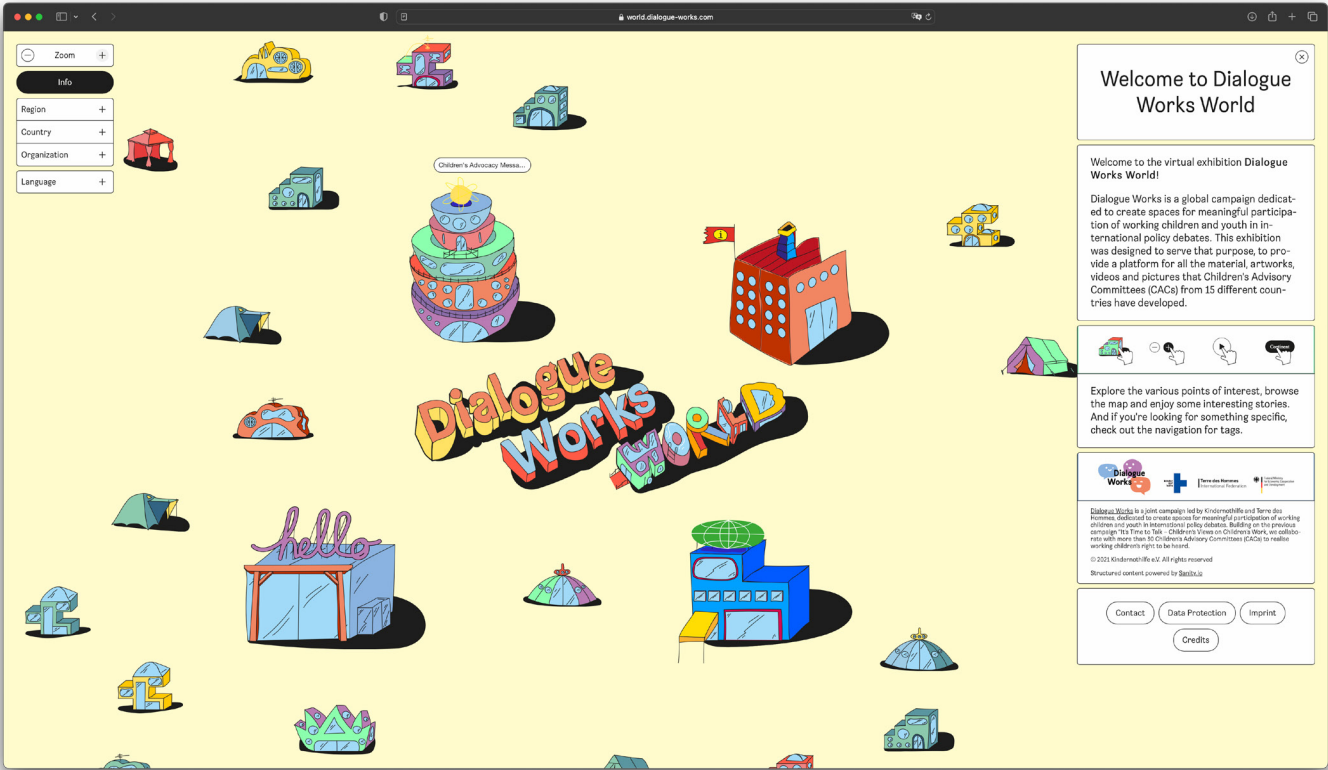 world.dialogue-works.com
Zoom
Info
Region
Country
Organization
Language
Children's Advocacy Messa...
i
Dialogue
Works
WORLD
hello
Welcome to Dialogue
Works World
Welcome to the virtual exhibition Dialogue
Works World!
Dialogue Works is a global campaign dedicat-
ed to create spaces for meaningful participa-
tion of working children and youth in in-
ternational policy debates. This exhibition
was designed to serve that purpose, to pro-
vide a platform for all the material, artworks,
videos and pictures that Children's Advisory
Committees (CACs) from 15 different coun-
tries have developed.
Continent
Explore the various points of interest, browse
the map and enjoy some interesting stories.
And if you're looking for something specific,
check out the navigation for tags.
Dialogue
Works
Terre des Hommes
International Federation
Dialogue Works is a joint campaign led by Kindernothilfe and Terre des
Hommes, dedicated to create spaces for meaningful participation of working
children and youth in international policy debates. Building on the previous
campaign "It's Time to Talk – Children's Views on Children's Work, we collabo-
rate with more than 30 Children's Advisory Committees (CACs) to realise
working children's right to be heard.
© 2021 Kindernothilfe e.V. All rights reserved
Structured content powered by Sanity.io
Contact
Data Protection
Imprint
Credits